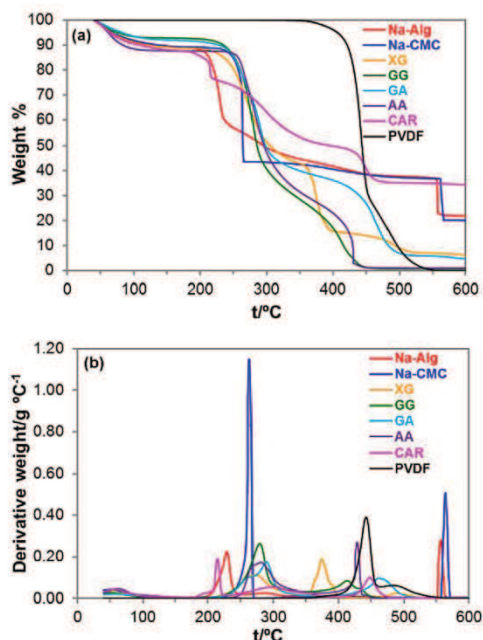 (a)
Weight %
100
90
80
70
60
50
40
30
20
10
0
0 100 200 300 400 500 600
t/ºC
Na-Alg
Na-CMC
XG
GG
GA
AA
CAR
PVDF
(b)
Derivative weight/g ºC⁻¹
1.20
1.00
0.80
0.60
0.40
0.20
0.00
0 100 200 300 400 500 600
t/ºC
Na-Alg
Na-CMC
XG
GG
GA
AA
CAR
PVDF